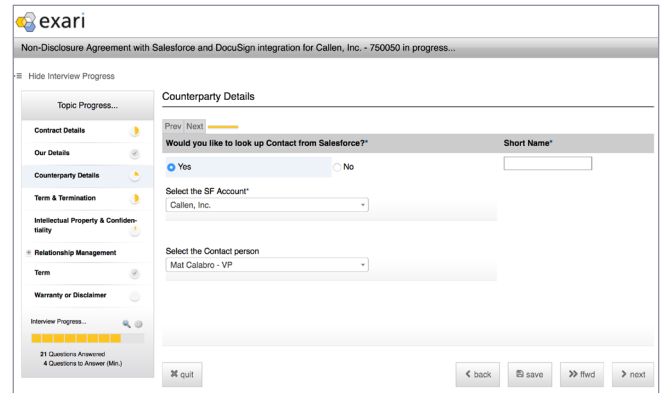 exari
Non-Disclosure Agreement with Salesforce and DocuSign integration for Callen, Inc. - 750050 in progress...
Hide Interview Progress
Topic Progress...
Contract Details
Our Details
Counterparty Details
Term & Termination
Intellectual Property & Confiden-
tiality
Relationship Management
Term
Warranty or Disclaimer
Interview Progress...
21 Questions Answered
4 Questions to Answer (Min.)
Counterparty Details
Prev Next
Would you like to look up Contact from Salesforce?* Short Name*
Yes No
Select the SF Account*
Callen, Inc.
Select the Contact person
Mat Calabro - VP
quit back save ffwd next